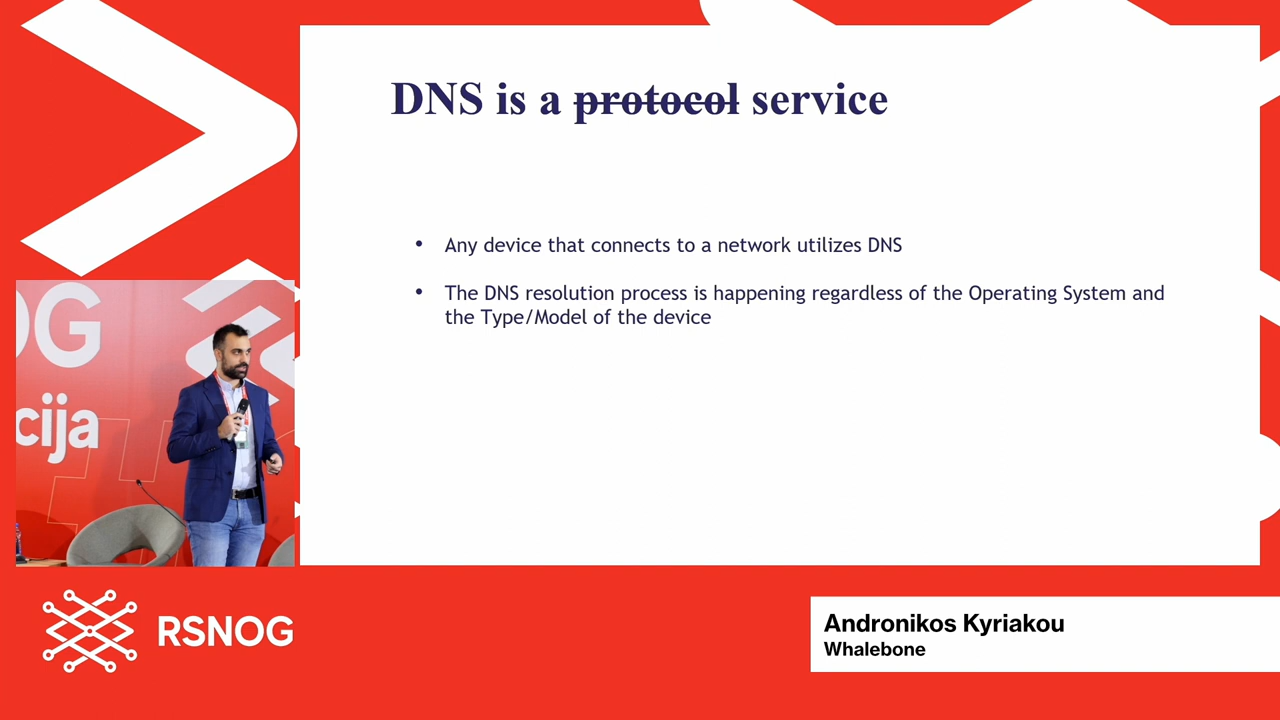 DNS is a protocol service
• Any device that connects to a network utilizes DNS
• The DNS resolution process is happening regardless of the Operating System and
the Type/Model of the device
OG
cija
RSNOG
Andronikos Kyriakou
Whalebone